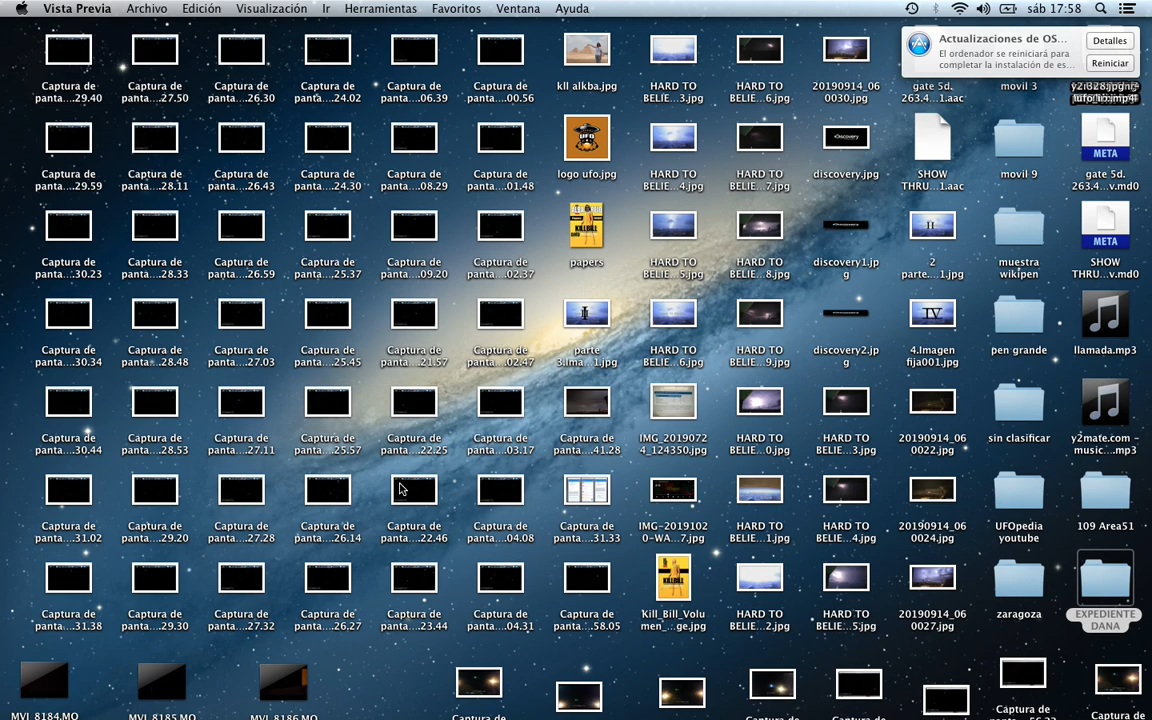 Vista Previa Archivo Edición Visualización Ir Herramientas Favoritos Ventana Ayuda sáb 17:58
Actualizaciones de OS...
El ordenador se reiniciará para
completar la instalación de es...
Detalles
Reiniciar
Captura de Captura de Captura de Captura de Captura de Captura de kll alkba.jpg HARD TO HARD TO 20190914_06 gate 5d. movil 3
panta....29.40 panta....27.50 panta....26.30 panta....24.02 panta....06.39 panta....00.56 BELIE...3.jpg BELIE...6.jpg 0030.jpg 263.4...1.aac
META
Captura de Captura de Captura de Captura de Captura de Captura de logo ufo.jpg HARD TO HARD TO discovery.jpg SHOW movil 9 gate 5d.
panta....29.59 panta....28.11 panta....26.43 panta....24.30 panta....08.29 panta....01.48 BELIE...4.jpg BELIE...7.jpg THRU...1.aac 263.4...v.md0
META
Captura de Captura de Captura de Captura de Captura de Captura de papers HARD TO HARD TO discovery1.jp 2 muestra SHOW
panta....30.23 panta....28.33 panta....26.59 panta....25.37 panta....09.20 panta....02.37 BELIE...5.jpg BELIE...8.jpg g parte....1.jpg wikipen THRU...v.md0
Captura de Captura de Captura de Captura de Captura de Captura de parte HARD TO HARD TO discovery2.jp 4.Imagen pen grande llamada.mp3
panta....30.34 panta....28.48 panta....27.03 panta....25.45 panta....21.57 panta....02.47 3.Ima...1.jpg BELIE...6.jpg BELIE...9.jpg g fija001.jpg
Captura de Captura de Captura de Captura de Captura de Captura de Captura de IMG_2019072 HARD TO HARD TO 20190914_06 sin clasificar y2mate.com -
panta....30.44 panta....28.53 panta....27.11 panta....25.57 panta....22.25 panta....03.17 panta....41.28 4_124350.jpg BELIE...0.jpg BELIE...3.jpg 0022.jpg music....mp3
Captura de Captura de Captura de Captura de Captura de Captura de Captura de IMG-2019102 HARD TO HARD TO 20190914_06 UFOpedia 109 Area51
panta....31.02 panta....29.20 panta....27.28 panta....26.14 panta....22.46 panta....04.08 panta....31.33 0-WA...7.jpg BELIE...1.jpg BELIE...4.jpg 0024.jpg youtube
Captura de Captura de Captura de Captura de Captura de Captura de Captura de Kill_Bill_Volu HARD TO HARD TO 20190914_06 zaragoza EXPEDIENTE
panta....31.38 panta....29.30 panta....27.32 panta....26.27 panta....23.44 panta....04.31 panta....58.05 men_...ge.jpg BELIE...2.jpg BELIE...5.jpg 0027.jpg DANA
MVI_8184.MO MVI_8185.MO MVI_8186.MO Captura de Captura de Captura de Captura de Captura de